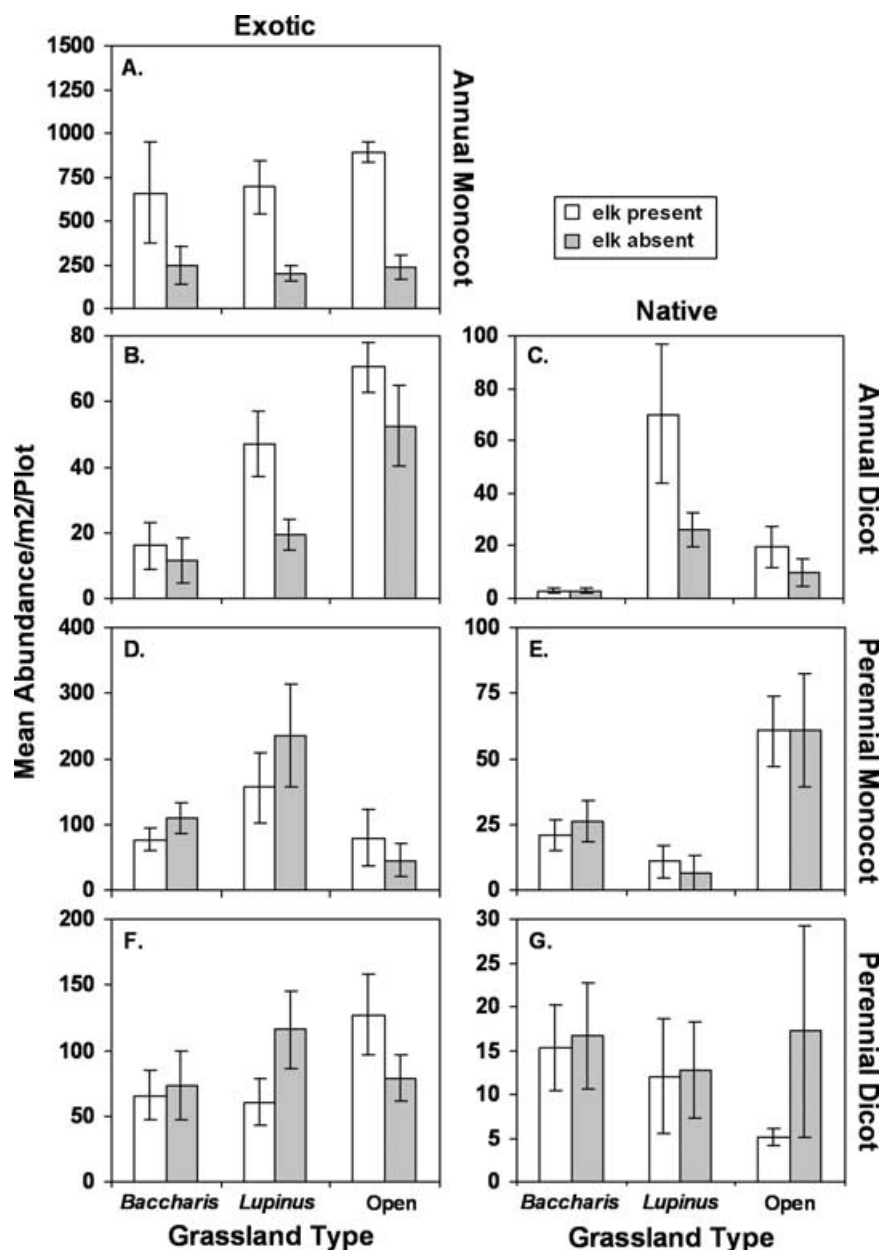 Exotic
A.
1500
1250
1000
750
500
250
0
Annual Monocot
elk present
elk absent
Native
B.
80
60
40
20
0
C.
100
80
60
40
20
0
Annual Dicot
Mean Abundance/m2/Plot
D.
400
300
200
100
0
E.
100
75
50
25
0
Perennial Monocot
F.
200
150
100
50
0
G.
30
25
20
15
10
5
0
Perennial Dicot
Baccharis Lupinus Open
Baccharis Lupinus Open
Grassland Type
Grassland Type